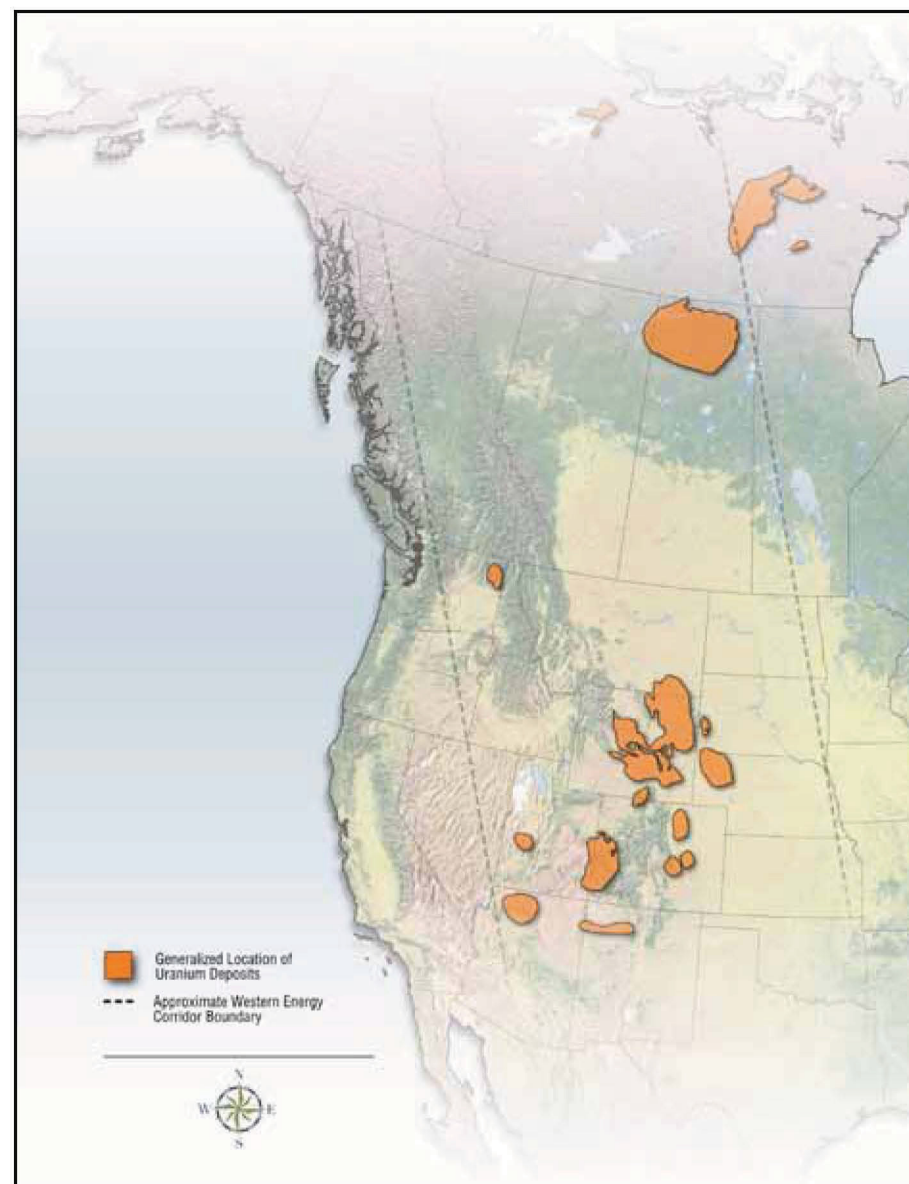 Generalized Location of
Uranium Deposits
Approximate Western Energy
Corridor Boundary
N
W
E
S